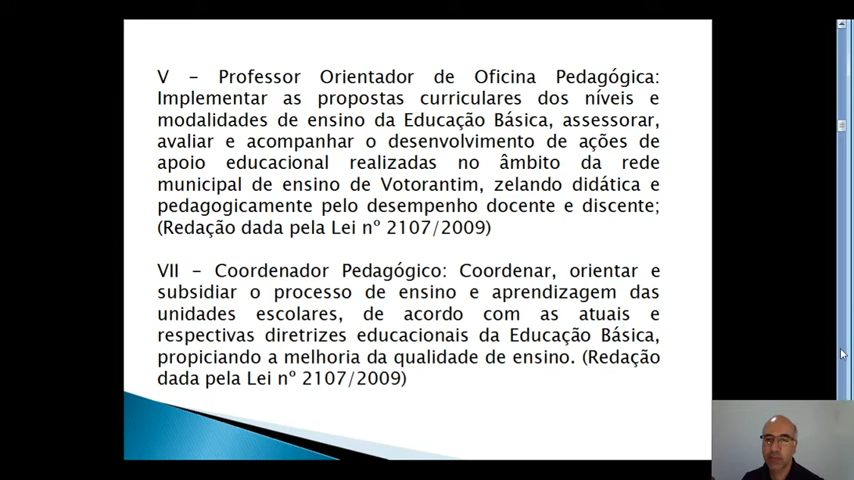 V – Professor Orientador de Oficina Pedagógica:
Implementar as propostas curriculares dos níveis e
modalidades de ensino da Educação Básica, assessorar,
avaliar e acompanhar o desenvolvimento de ações de
apoio educacional realizadas no âmbito da rede
municipal de ensino de Votorantim, zelando didática e
pedagogicamente pelo desempenho docente e discente;
(Redação dada pela Lei nº 2107/2009)
VII – Coordenador Pedagógico: Coordenar, orientar e
subsidiar o processo de ensino e aprendizagem das
unidades escolares, de acordo com as atuais e
respectivas diretrizes educacionais da Educação Básica,
propiciando a melhoria da qualidade de ensino. (Redação
dada pela Lei nº 2107/2009)